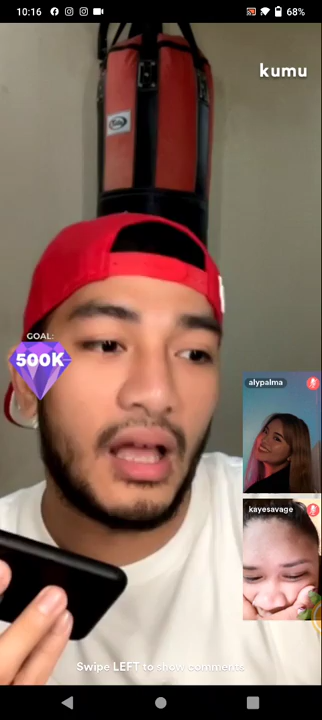 10:16
68%
kumu
GOAL:
500K
alypalma
kayesavage
Swipe LEFT to show comments